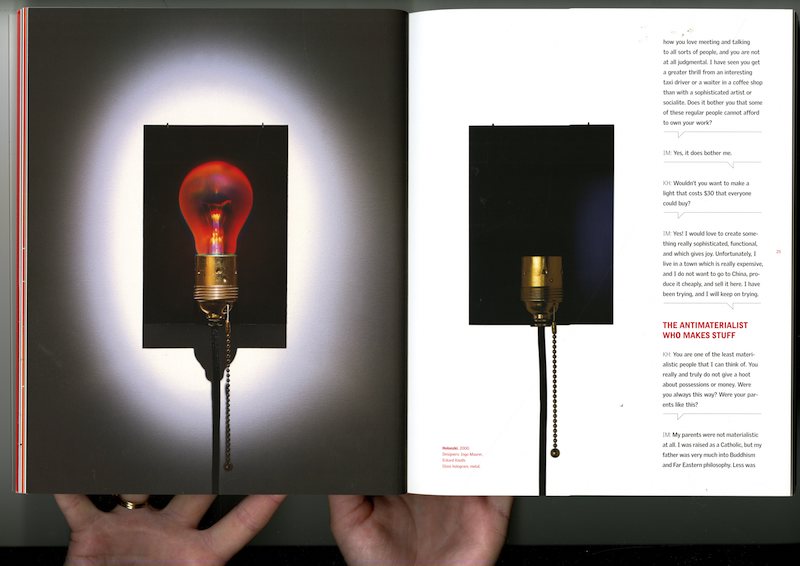 how you love meeting and talking
to all sorts of people, and you are not
at all judgmental. I have seen you get
a greater thrill from an interesting
taxi driver or a waiter in a coffee shop
than with a sophisticated artist or
socialite. Does it bother you that some
of these regular people cannot afford
to own your work?
IM: Yes, it does bother me.
KH: Wouldn't you want to make a
light that costs $30 that everyone
could buy?
IM: Yes! I would love to create some-
thing really sophisticated, functional,
and which gives joy. Unfortunately, I
live in a town which is really expensive,
and I do not want to go to China, pro-
duce it cheaply, and sell it here. I have
been trying, and I will keep on trying.
THE ANTIMATERIALIST
WHO MAKES STUFF
KH: You are one of the least materi-
alistic people that I can think of. You
really and truly do not give a hoot
about possessions or money. Were
you always this way? Were your par-
ents like this?
IM: My parents were not materialistic
at all. I was raised as a Catholic, but my
father was very much into Buddhism
and Far Eastern philosophy. Less was
2000
Designers: Ingo Maurer,
Eckard Knuth
Glass hologram, metal